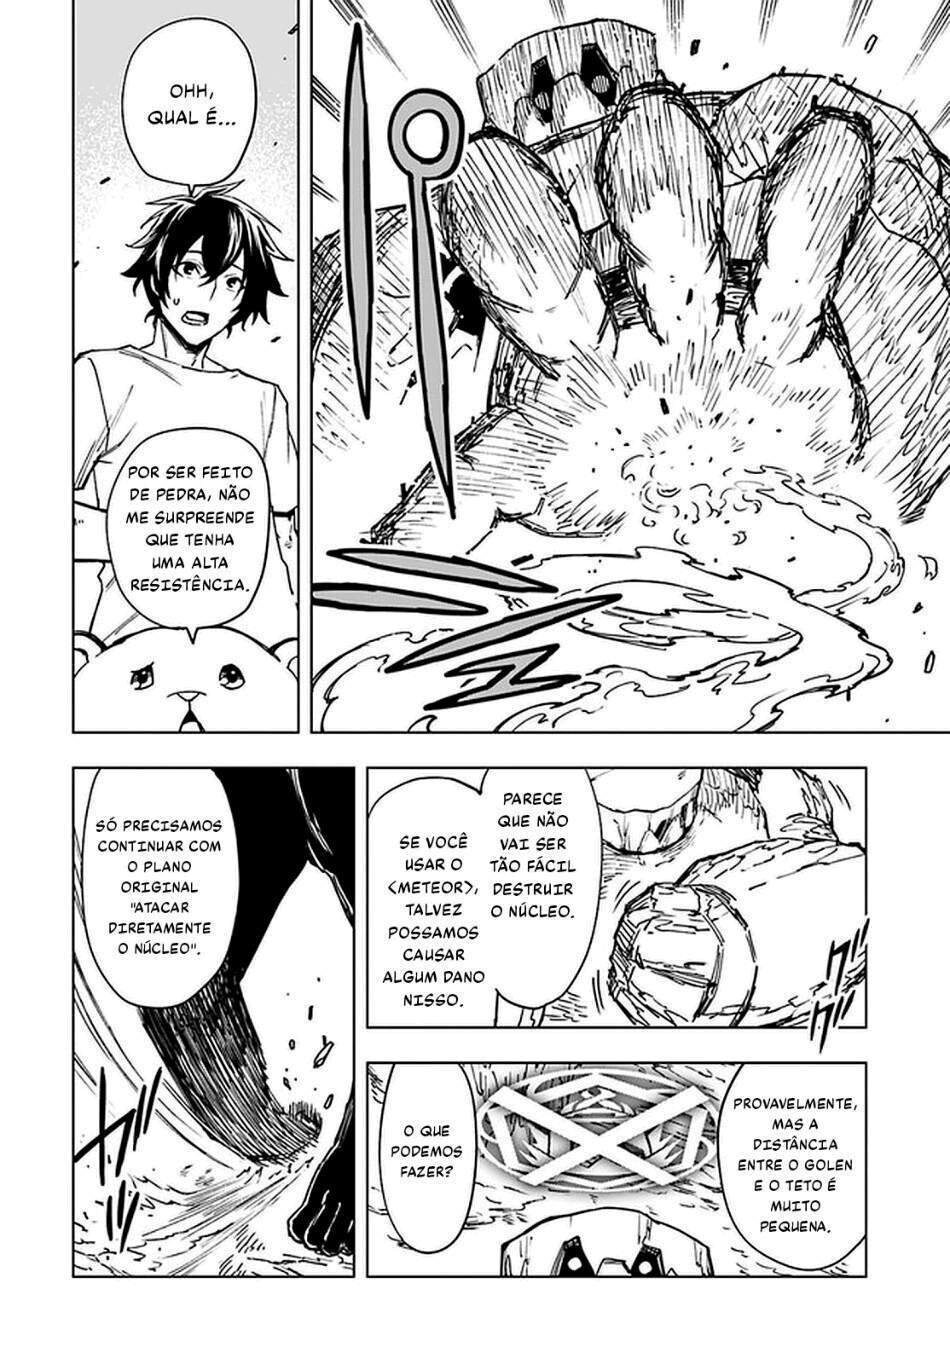 OHH,
QUAL É...
POR SER FEITO
DE PEDRA, NÃO
ME SURPREENDE
QUE TENHA
UMA ALTA
RESISTÊNCIA.
PARECE
QUE NÃO
VAI SER
TÃO FÁCIL
DESTRUIR
O NÚCLEO.
SE VOCÊ
USAR O
<METEOR>,
TALVEZ
POSSAMOS
CAUSAR
ALGUM DANO
NISSO.
PROVAVELMENTE,
MAS A
DISTÂNCIA
ENTRE O GOLEN
E O TETO É
MUITO
PEQUENA.
O QUE
PODEMOS
FAZER?
SÓ PRECISAMOS
CONTINUAR COM
O PLANO
ORIGINAL
"ATACAR
DIRETAMENTE
O NÚCLEO".